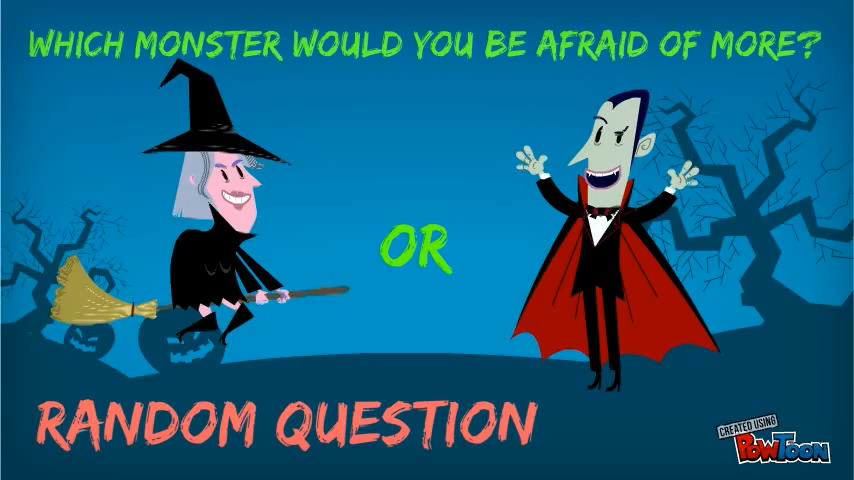 WHICH MONSTER WOULD YOU BE AFRAID OF MORE?
OR
RANDOM QUESTION
CREATED USING
POWTOON